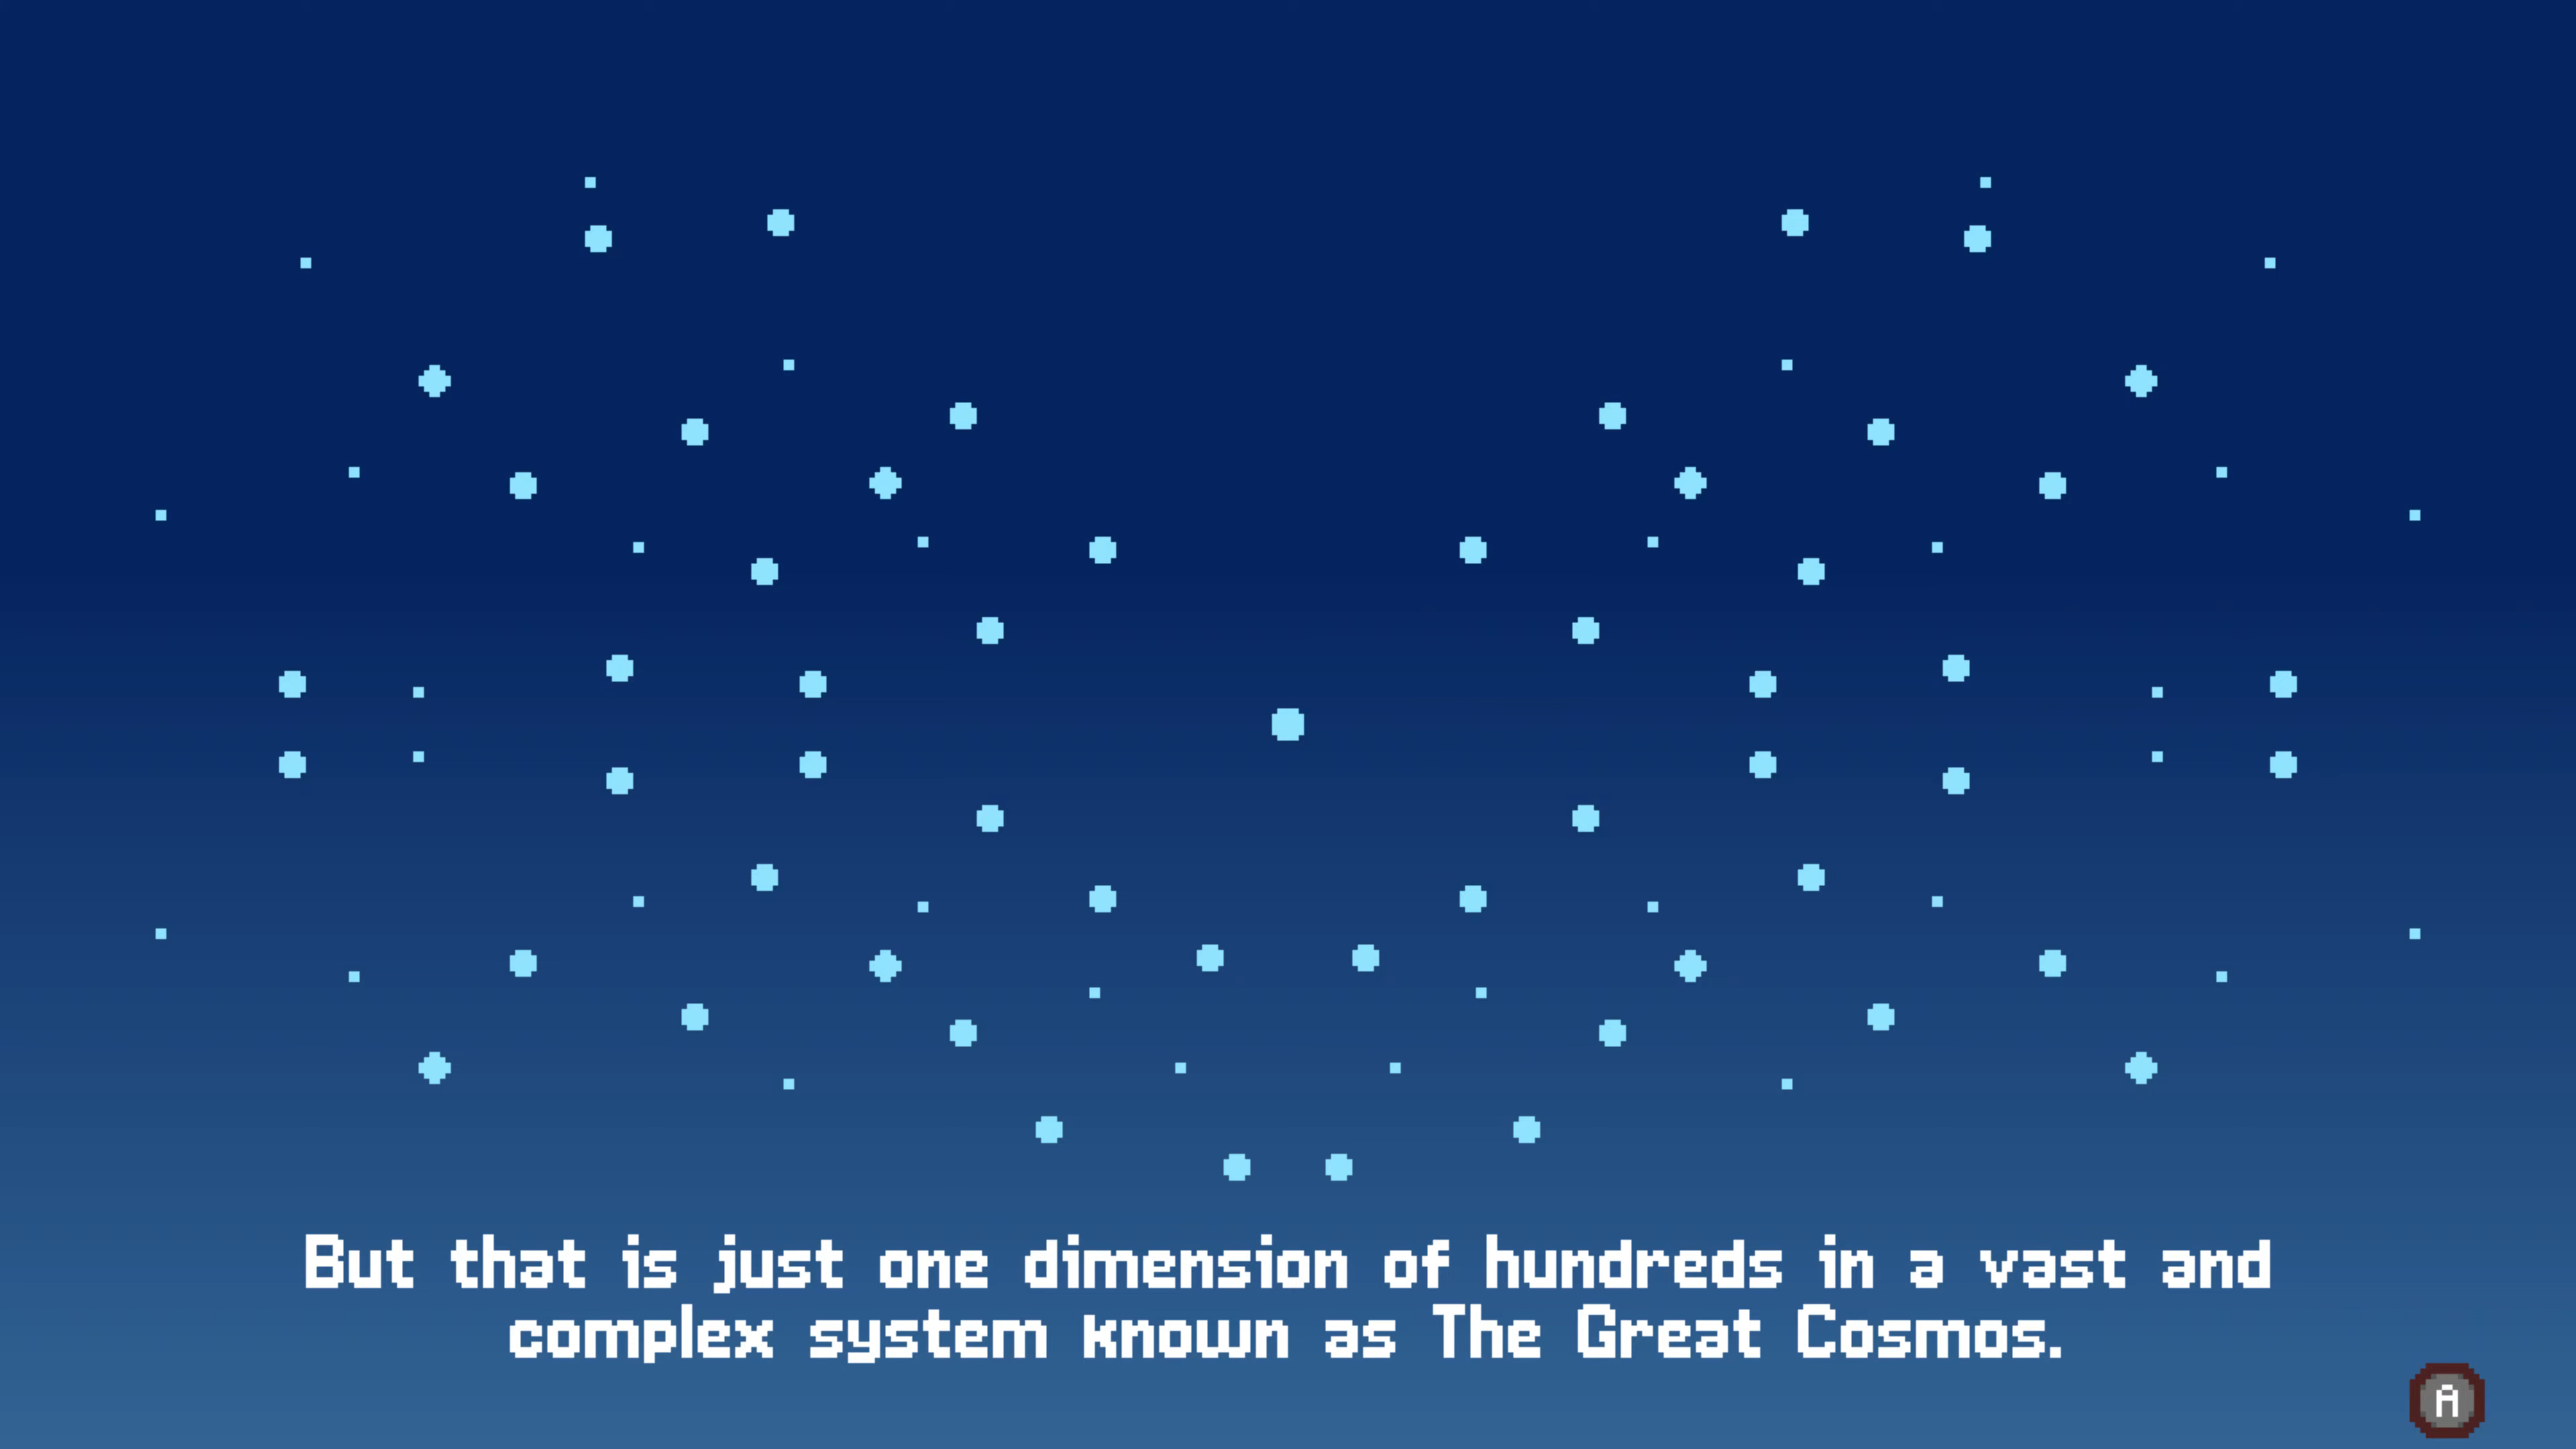 But that is just one dimension of hundreds in a vast and
complex system known as The Great Cosmos.
A